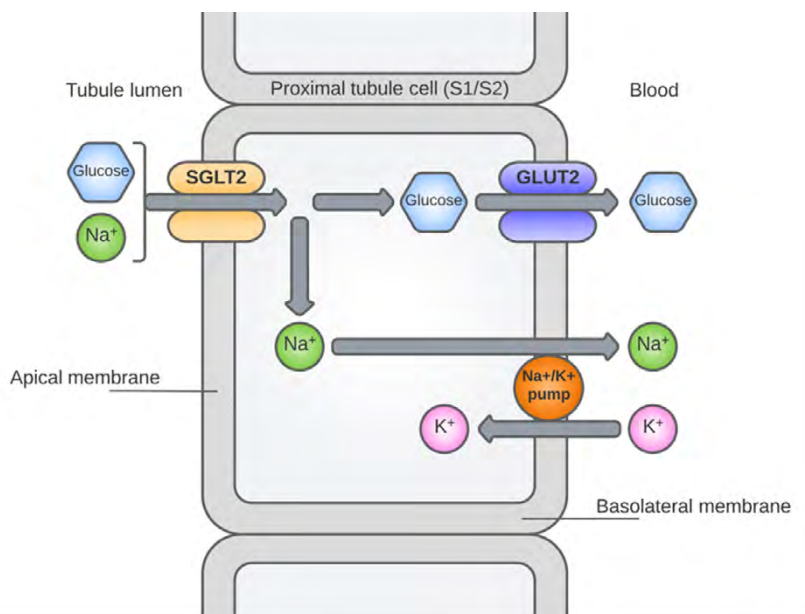 Tubule lumen
Proximal tubule cell (S1/S2)
Blood
Glucose
SGLT2
Glucose
GLUT2
Glucose
Na⁺
Na⁺
Na⁺
Apical membrane
Na+/K+
pump
K⁺
K⁺
Basolateral membrane